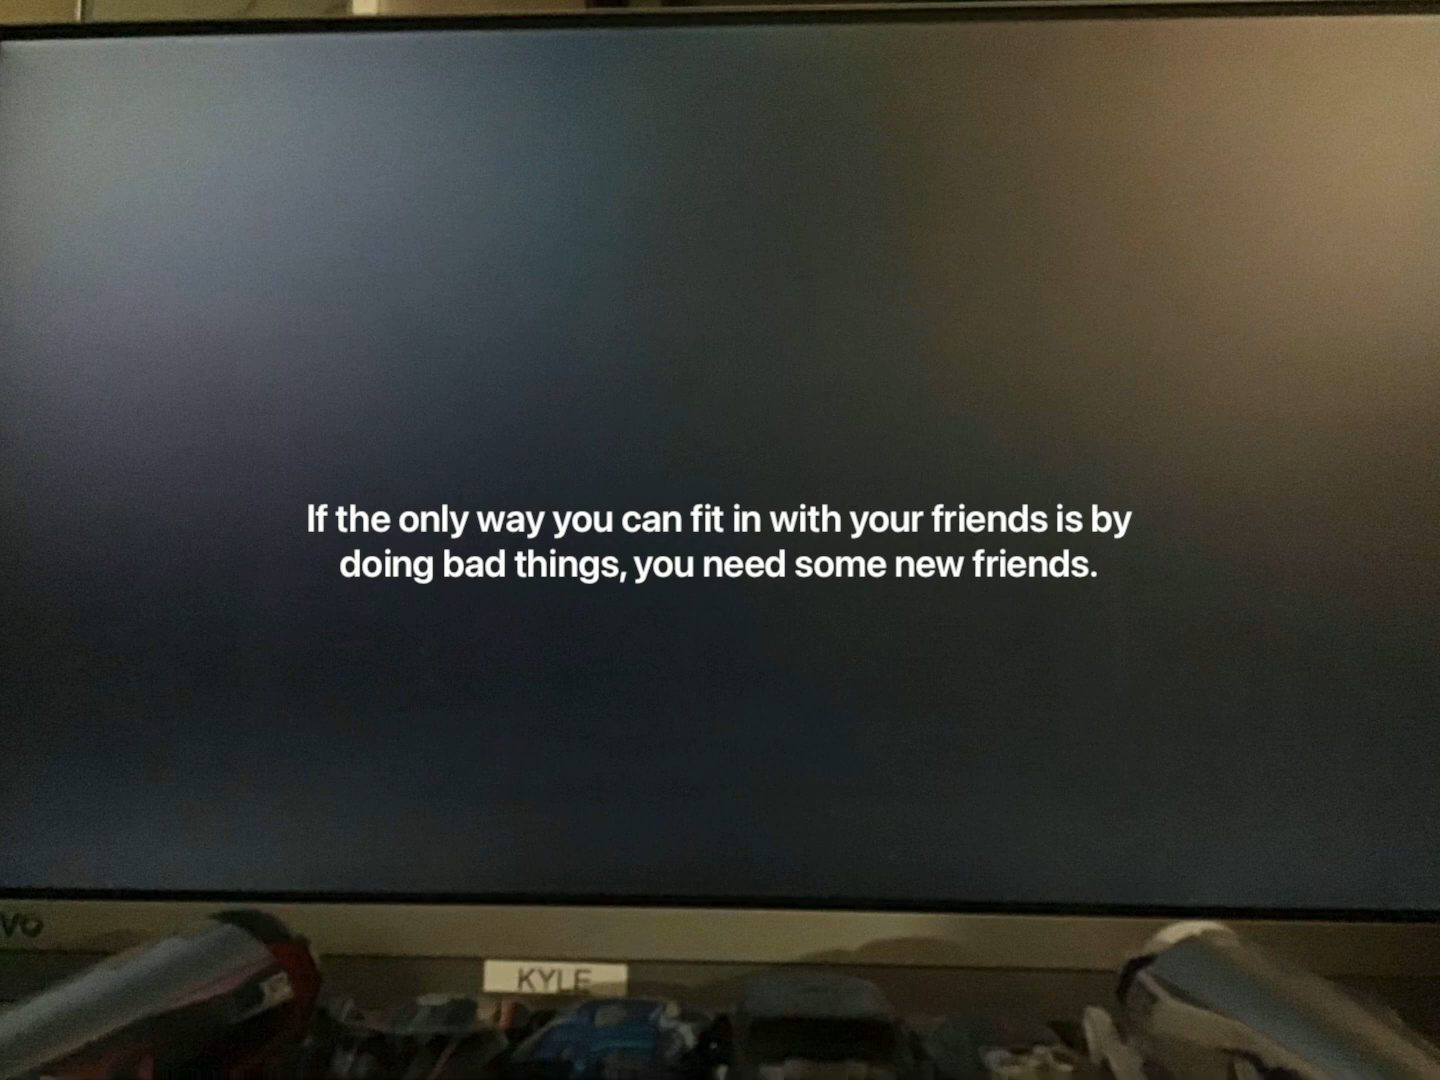 If the only way you can fit in with your friends is by
doing bad things, you need some new friends.
VO
KYLE